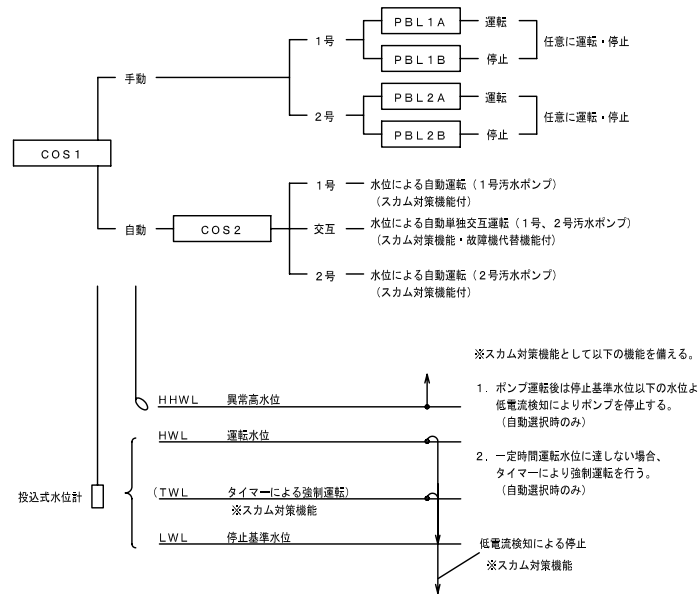 COS1
手動
1号
PBL1A
運転
PBL1B
停止
任意に運転・停止
2号
PBL2A
運転
PBL2B
停止
任意に運転・停止
自動
COS2
1号
水位による自動運転(1号汚水ポンプ)
(スカム対策機能付)
交互
水位による自動単独交互運転(1号、2号汚水ポンプ)
(スカム対策機能・故障機代替機能付)
2号
水位による自動運転(2号汚水ポンプ)
(スカム対策機能付)
HHWL 異常高水位
HWL 運転水位
(TWL タイマーによる強制運転)
※スカム対策機能
LWL 停止基準水位
投込式水位計
低電流検知による停止
※スカム対策機能
※スカム対策機能として以下の機能を備える。
1.ポンプ運転後は停止基準水位以下の水位よ
低電流検知によりポンプを停止する。
(自動選択時のみ)
2.一定時間運転水位に達しない場合、
タイマーにより強制運転を行う。
(自動選択時のみ)